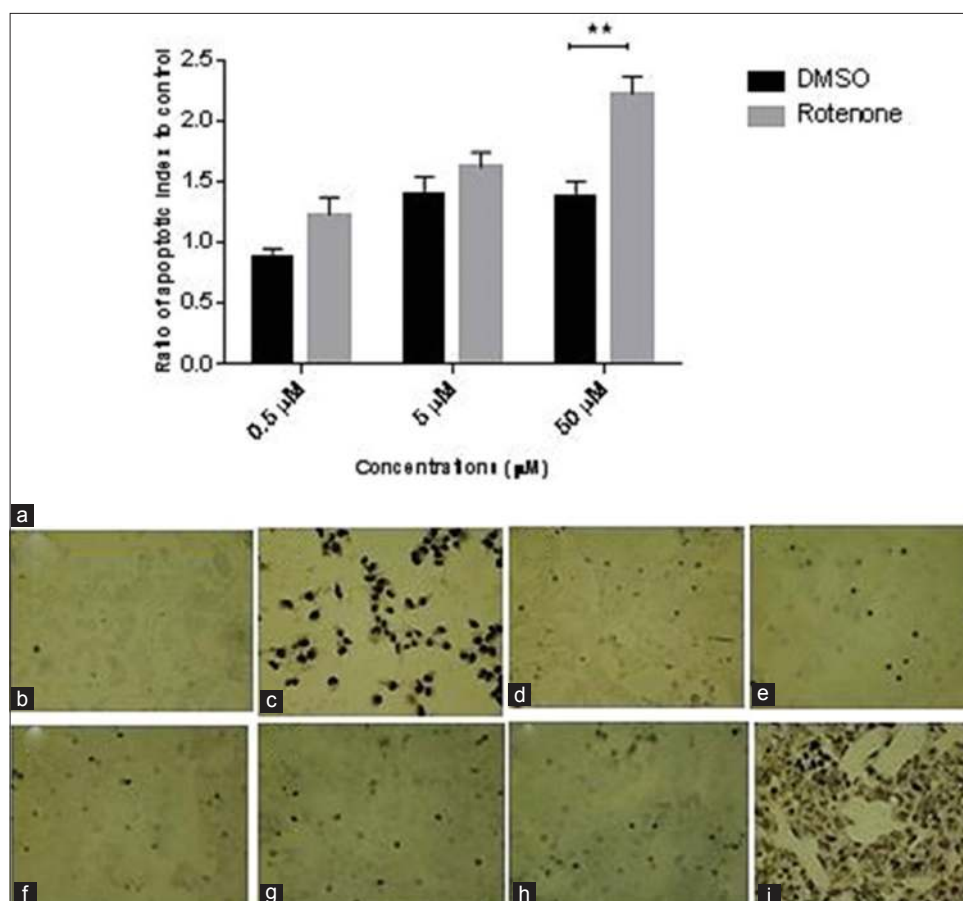 **
2.5
2.0
1.5
1.0
0.5
0.0
Ratio of apoptotic index to control
DMSO
Rotenone
0.5 μM
5 μM
50 μM
Concentrations (μM)
a
b
c
d
e
f
g
h
i